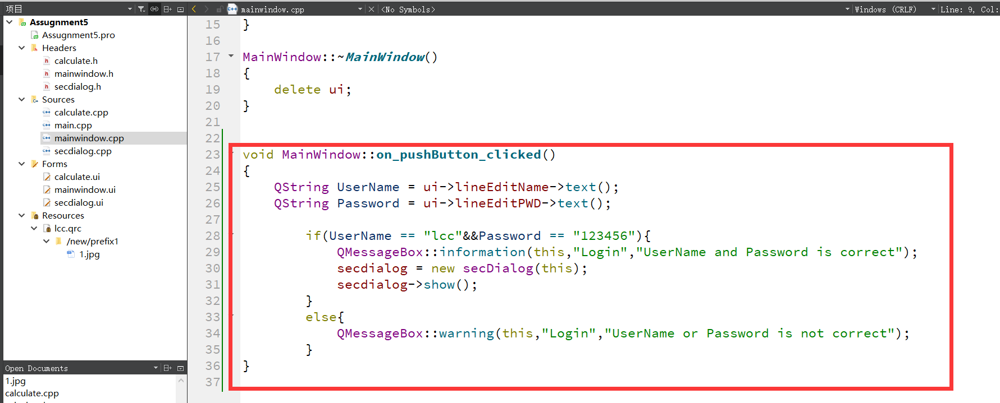 项目
mainwindow.cpp
<No Symbols>
Windows (CRLF)
Line: 9, Col:
Assugnment5
Assugnment5.pro
Headers
calculate.h
mainwindow.h
secdialog.h
Sources
calculate.cpp
main.cpp
mainwindow.cpp
secdialog.cpp
Forms
calculate.ui
mainwindow.ui
secdialog.ui
Resources
lcc.qrc
/new/prefix1
1.jpg
Open Documents
1.jpg
calculate.cpp
15 }
16
17 MainWindow::~MainWindow()
18 {
19 delete ui;
20 }
21
22
23 void MainWindow::on_pushButton_clicked()
24 {
25 QString UserName = ui->lineEditName->text();
26 QString Password = ui->lineEditPWD->text();
27
28 if(UserName == "lcc"&&Password == "123456"){
29 QMessageBox::information(this,"Login","UserName and Password is correct");
30 secdialog = new secDialog(this);
31 secdialog->show();
32 }
33 else{
34 QMessageBox::warning(this,"Login","UserName or Password is not correct");
35 }
36 }
37